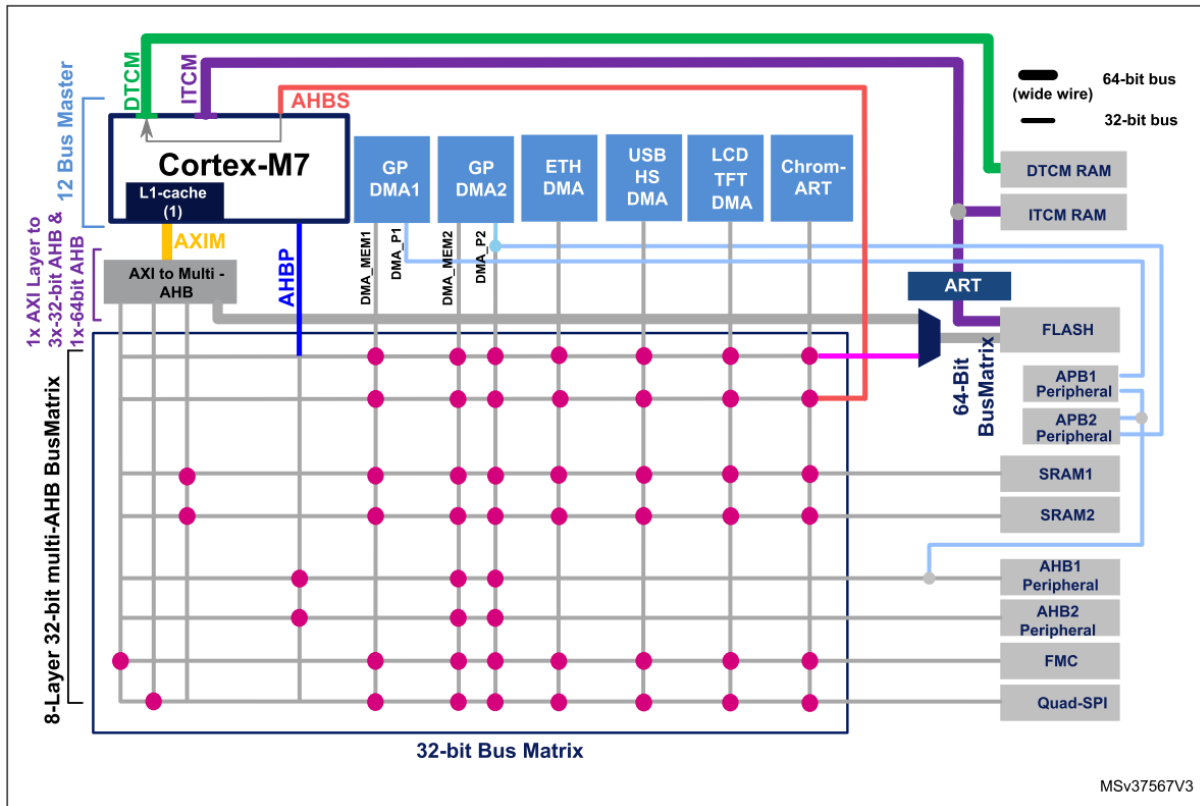 DTCM
ITCM
AHBS
64-bit bus
(wide wire)
32-bit bus
12 Bus Master
Cortex-M7
L1-cache
(1)
GP
DMA1
GP
DMA2
ETH
DMA
USB
HS
DMA
LCD
TFT
DMA
Chrom-
ART
DTCM RAM
ITCM RAM
1x AXI Layer to
3x-32-bit AHB &
1x-64bit AHB
AXIM
AHBP
DMA_MEM1
DMA_P1
DMA_MEM2
DMA_P2
AXI to Multi -
AHB
ART
FLASH
64-Bit
BusMatrix
APB1
Peripheral
APB2
Peripheral
8-Layer 32-bit multi-AHB BusMatrix
SRAM1
SRAM2
AHB1
Peripheral
AHB2
Peripheral
FMC
Quad-SPI
32-bit Bus Matrix
MSv37567V3